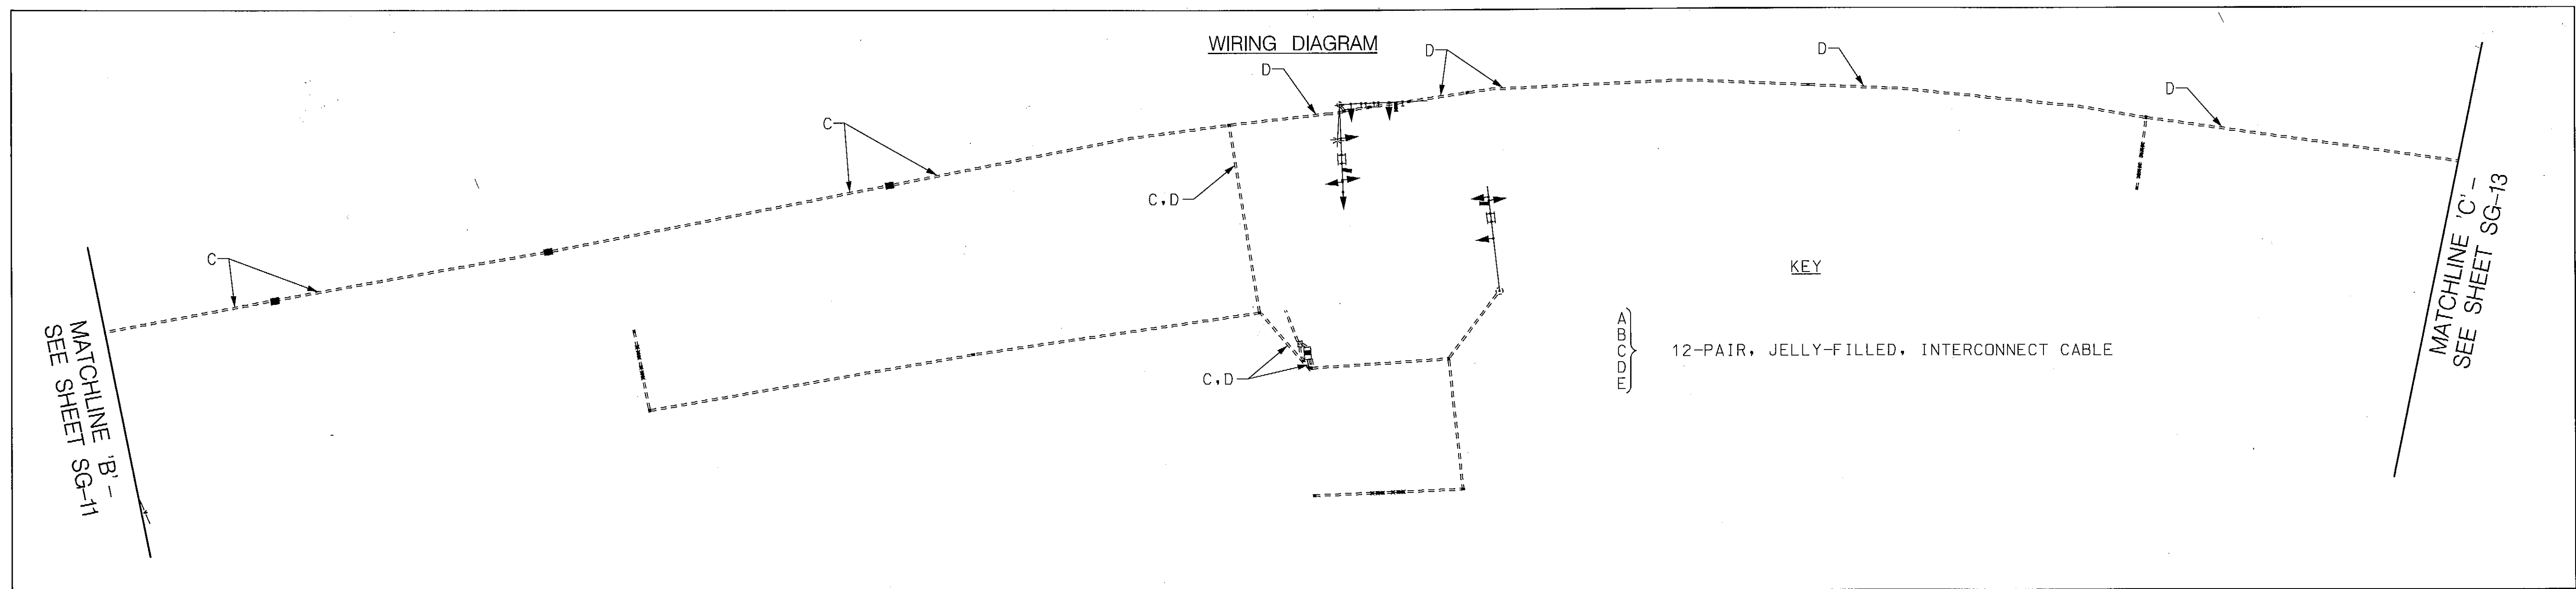 WIRING DIAGRAM
D
D
D
D
C
C
C,D
C,D
KEY
A
B
C
D
E
12-PAIR, JELLY-FILLED, INTERCONNECT CABLE
MATCHLINE 'B' -
SEE SHEET SG-11
MATCHLINE 'C' -
SEE SHEET SG-13